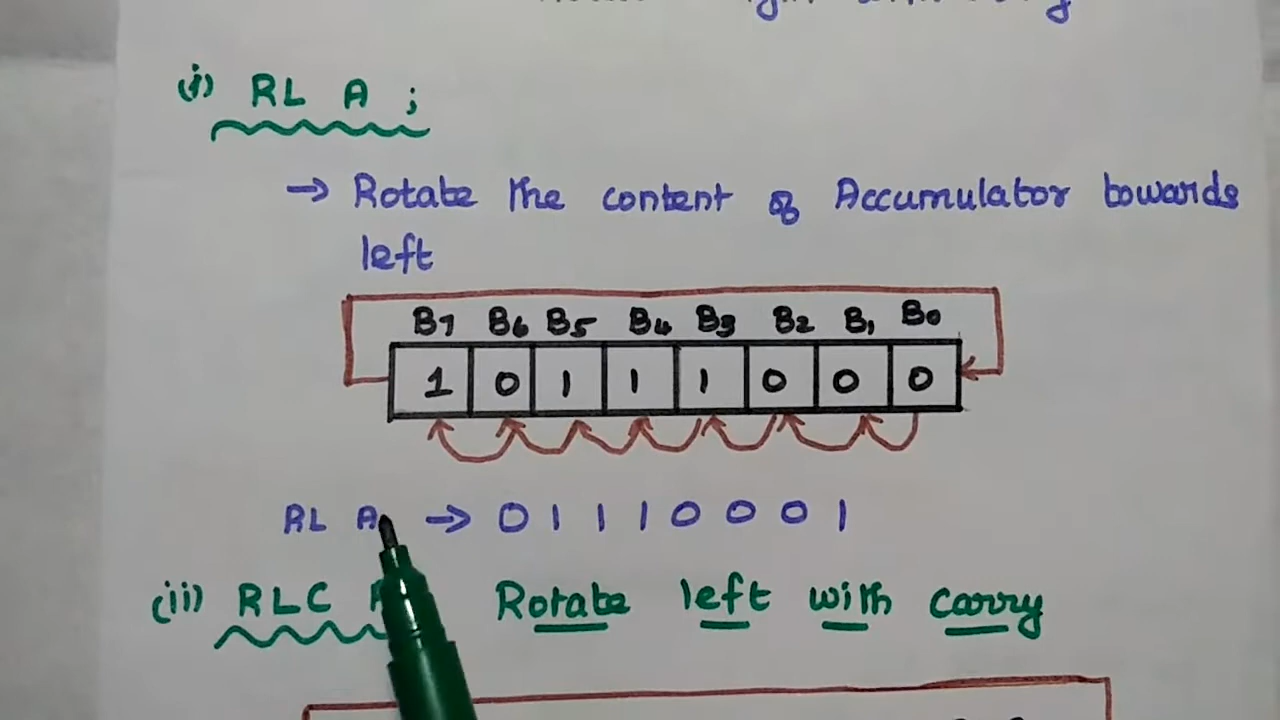 (i) RL A ;
→ Rotate the content of Accumulator towards
left
B7 B6 B5 B4 B3 B2 B1 B0
1 0 1 1 1 0 0 0
RL A → 0 1 1 1 0 0 0 1
(ii) RLC Rotate left with carry